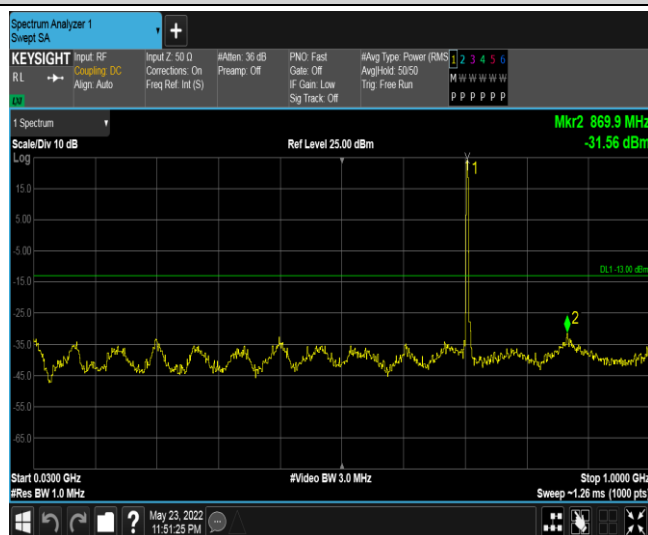 Spectrum Analyzer 1
Swept SA
+
KEYSIGHT
RL
LXI
Input: RF
Coupling: DC
Align: Auto
Input Z: 50 Ω
Corrections: On
Freq Ref: Int (S)
#Atten: 36 dB
Preamp: Off
PNO: Fast
Gate: Off
IF Gain: Low
Sig Track: Off
#Avg Type: Power (RMS
Avg|Hold: 50/50
Trig: Free Run
1 2 3 4 5 6
M W W W W W
P P P P P P
1 Spectrum
Mkr2 869.9 MHz
-31.56 dBm
Scale/Div 10 dB
Ref Level 25.00 dBm
Log
1
15.0
5.00
-5.00
DL1 -13.00 dBm
-15.0
2
-25.0
-35.0
-45.0
-55.0
-65.0
Start 0.0300 GHz
#Video BW 3.0 MHz
Stop 1.0000 GHz
#Res BW 1.0 MHz
Sweep ~1.26 ms (1000 pts)
?
May 23, 2022
11:51:25 PM